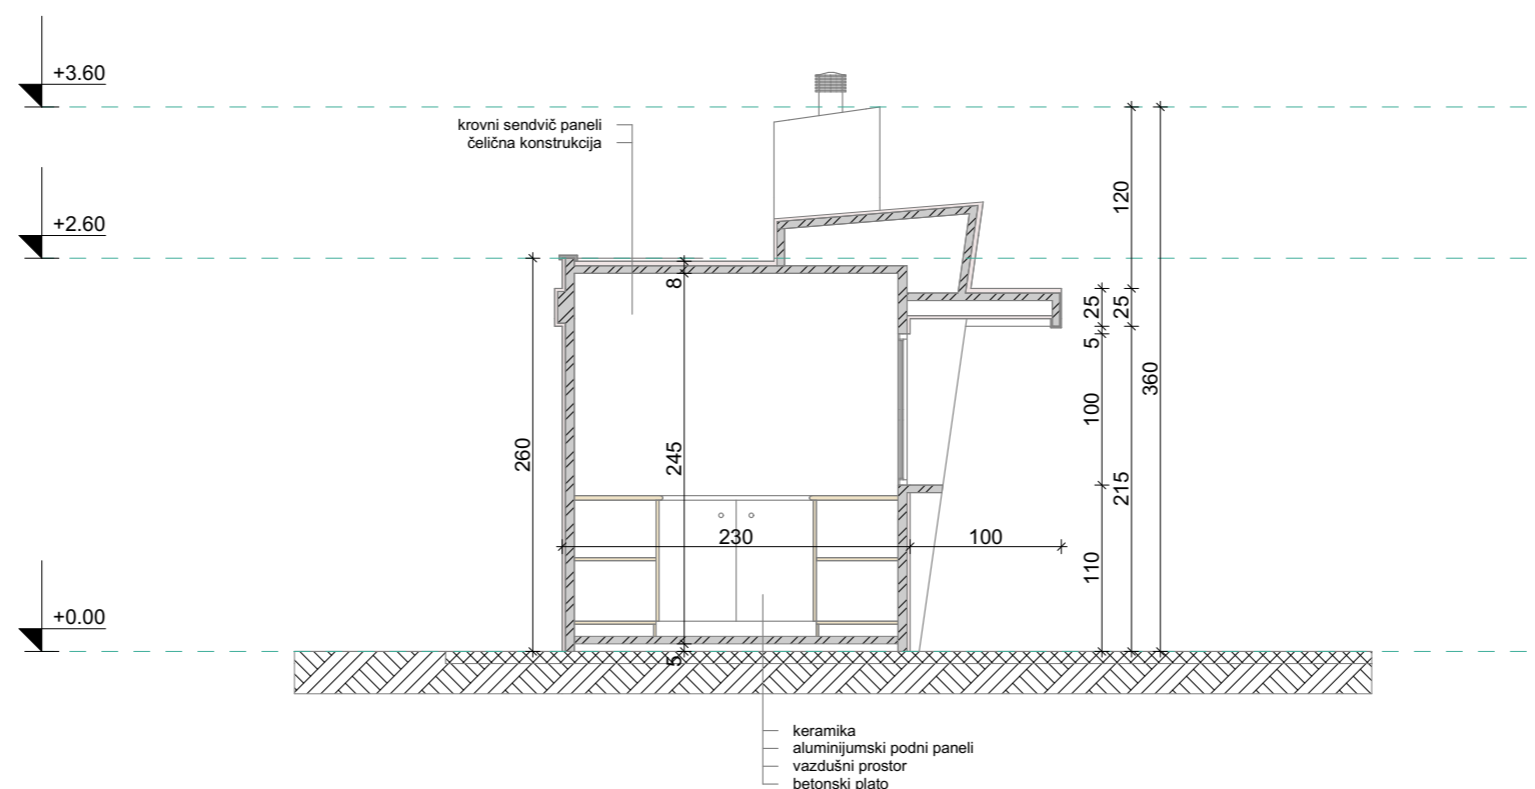 +3.60
krovni sendvič paneli
čelična konstrukcija
120
+2.60
8
25
25
5
360
100
260
245
215
230
100
110
+0.00
5
keramika
aluminijumski podni paneli
vazdušni prostor
betonski plato